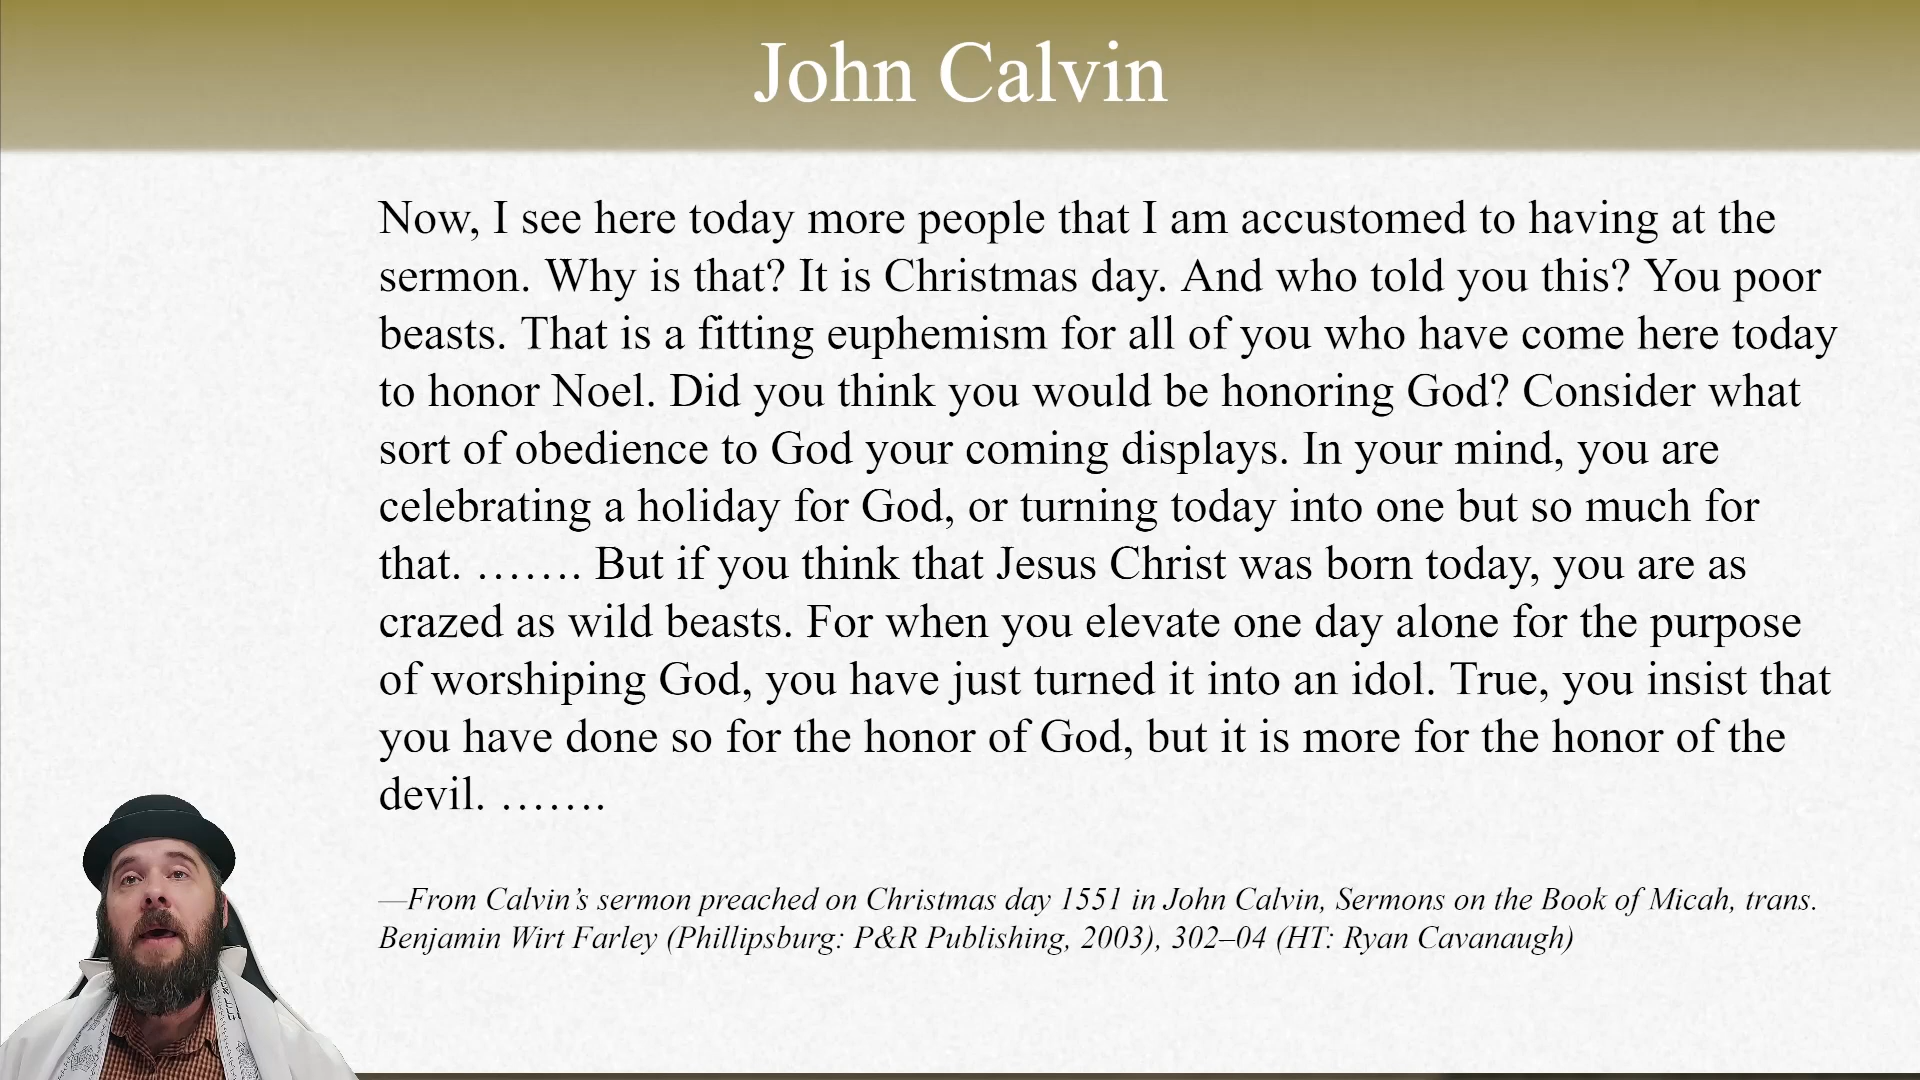 John Calvin
Now, I see here today more people that I am accustomed to having at the
sermon. Why is that? It is Christmas day. And who told you this? You poor
beasts. That is a fitting euphemism for all of you who have come here today
to honor Noel. Did you think you would be honoring God? Consider what
sort of obedience to God your coming displays. In your mind, you are
celebrating a holiday for God, or turning today into one but so much for
that. ……. But if you think that Jesus Christ was born today, you are as
crazed as wild beasts. For when you elevate one day alone for the purpose
of worshiping God, you have just turned it into an idol. True, you insist that
you have done so for the honor of God, but it is more for the honor of the
devil. …….
—From Calvin’s sermon preached on Christmas day 1551 in John Calvin, Sermons on the Book of Micah, trans.
Benjamin Wirt Farley (Phillipsburg: P&R Publishing, 2003), 302–04 (HT: Ryan Cavanaugh)